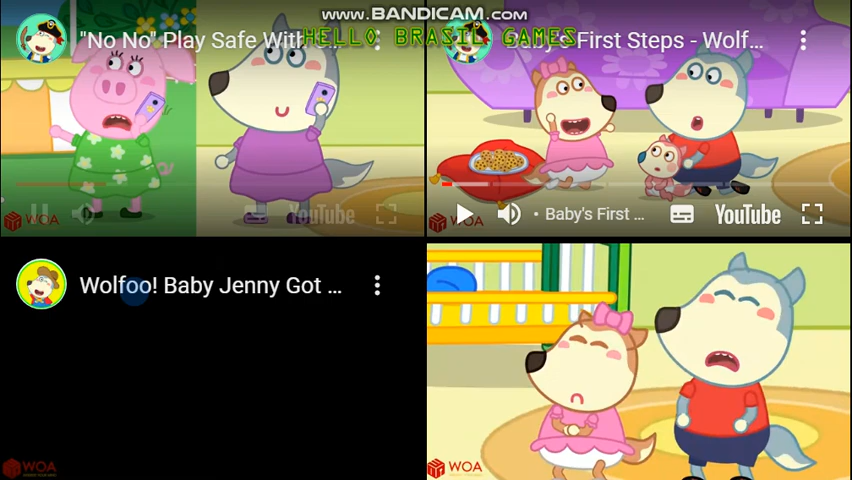 www.BANDICAM.com
HELLO BRASIL GAMES
"No No" Play Safe With
Baby's First Steps - Wolf...
WOA
YouTube
WOA
• Baby's First ...
YouTube
Wolfoo! Baby Jenny Got ...
WOA
WOA